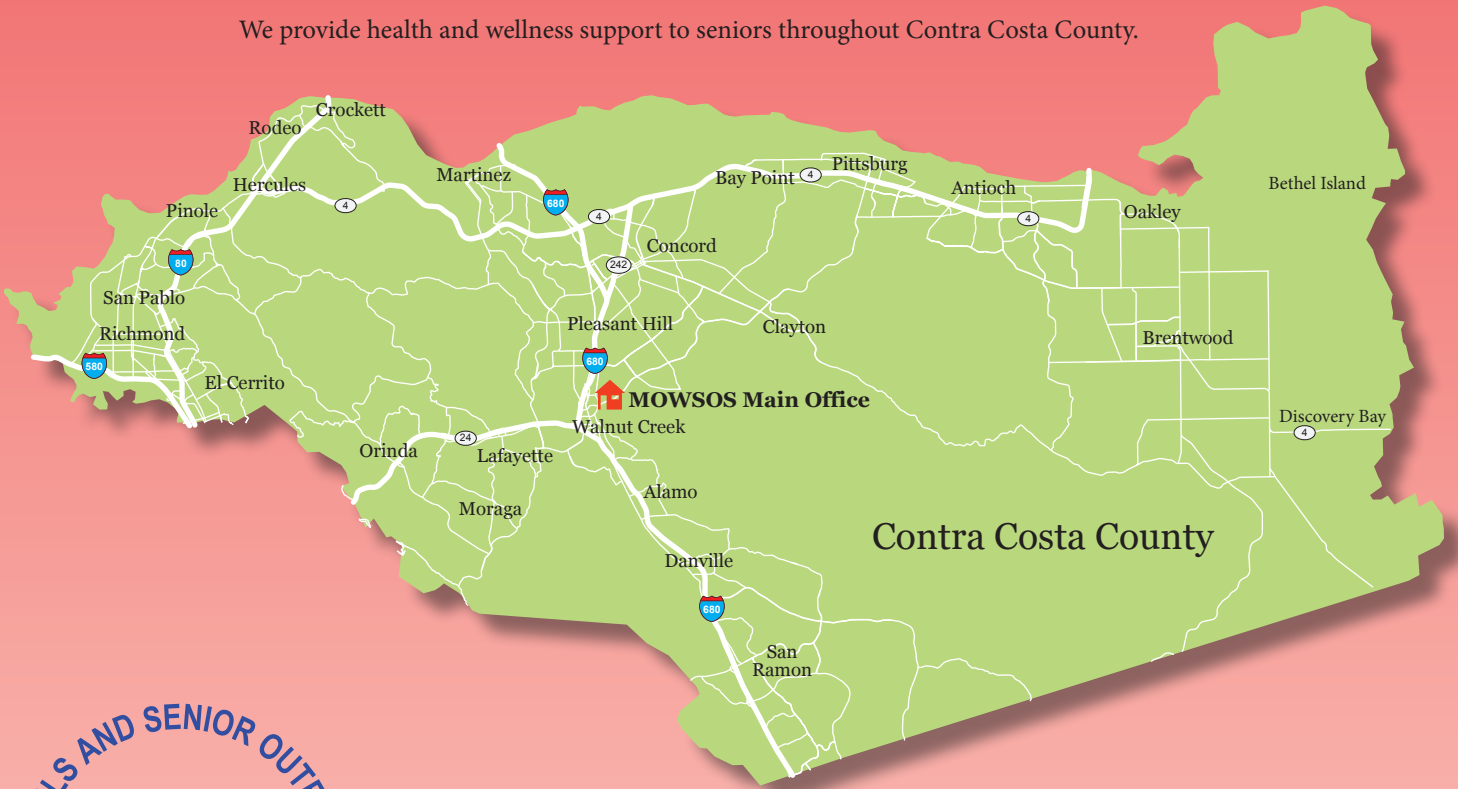 We provide health and wellness support to seniors throughout Contra Costa County.
Crockett
Rodeo
Hercules
4
Pinole
80
San Pablo
Richmond
580
El Cerrito
Martinez
680
4
Bay Point
4
Pittsburg
Antioch
4
Oakley
Bethel Island
Concord
242
Pleasant Hill
680
Clayton
Brentwood
MOWSOS Main Office
Walnut Creek
Discovery Bay
4
Orinda
24
Lafayette
Moraga
Alamo
Contra Costa County
Danville
680
San
Ramon
AND SENIOR